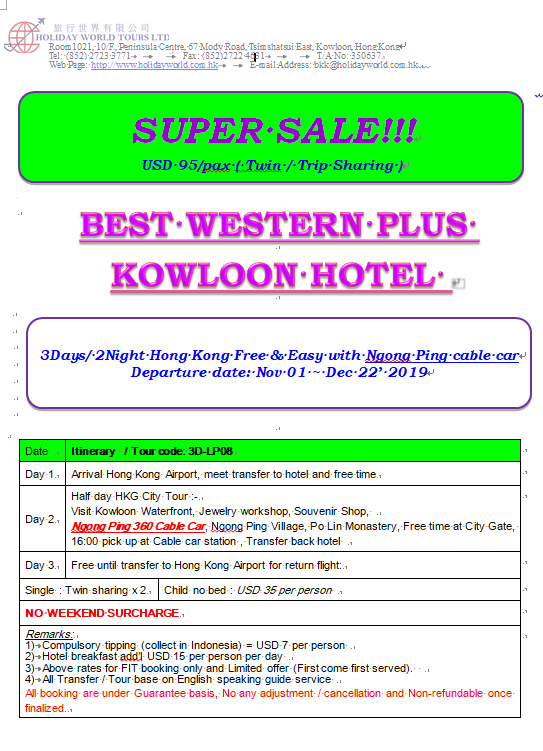 旅行世界有限公司
HOLIDAY WORLD TOURS LTD
Room 1021, 10/F, Peninsula Centre, 67 Mody Road, Tsimshatsui East, Kowloon, Hong Kong
Tel: (852) 2723 3771 Fax: (852)2722 4631 T/A No: 350637
Web Page: http://www.holidayworld.com.hk E-mail Address: bkk@holidayworld.com.hk
SUPER SALE!!!
USD 95/pax ( Twin / Trip Sharing )
BEST WESTERN PLUS
KOWLOON HOTEL
3Days/ 2Night Hong Kong Free & Easy with Ngong Ping cable car
Departure date: Nov 01 ~ Dec 22' 2019
Date Itinerary / Tour code: 3D-LP08
Day 1. Arrival Hong Kong Airport, meet transfer to hotel and free time.
Day 2. Half day HKG City Tour :-
Visit Kowloon Waterfront, Jewelry workshop, Souvenir Shop,
Ngong Ping 360 Cable Car, Ngong Ping Village, Po Lin Monastery, Free time at City Gate,
16:00 pick up at Cable car station , Transfer back hotel
Day 3. Free until transfer to Hong Kong Airport for return flight:
Single : Twin sharing x 2 Child no bed : USD 35 per person
NO WEEKEND SURCHARGE
Remarks:
1) Compulsory tipping (collect in Indonesia) = USD 7 per person
2) Hotel breakfast add'l USD 15 per person per day
3) Above rates for FIT booking only and Limited offer (First come first served).
4) All Transfer / Tour base on English speaking guide service
All booking are under Guarantee basis, No any adjustment / cancellation and Non-refundable once
finalized.